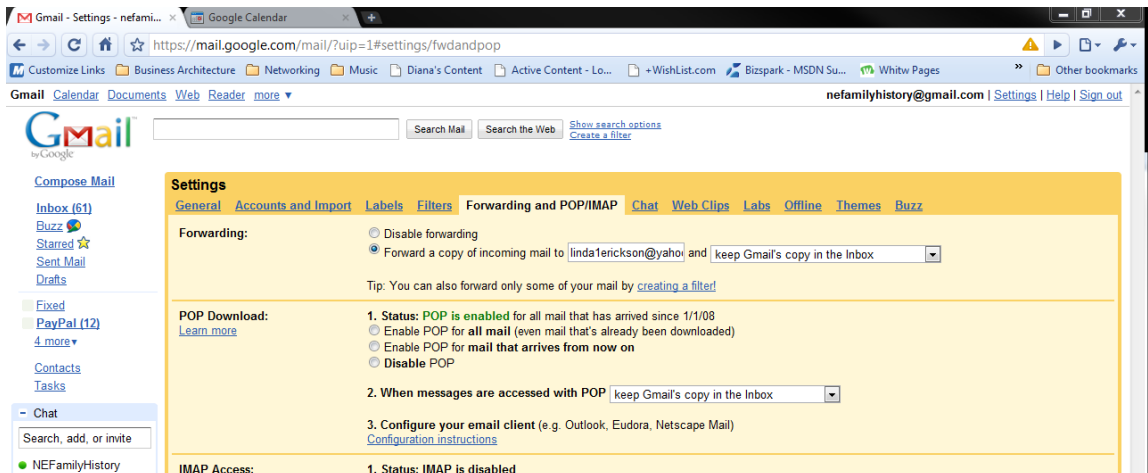 Gmail - Settings - nefami... Google Calendar
https://mail.google.com/mail/?uip=1#settings/fwdandpop
Customize Links Business Architecture Networking Music Diana's Content Active Content - Lo... +WishList.com Bizspark - MSDN Su... Whitw Pages » Other bookmarks
Gmail Calendar Documents Web Reader more ▼ nefamilyhistory@gmail.com | Settings | Help | Sign out
Gmail by Google Search Mail Search the Web Show search options
Create a filter
Compose Mail
Inbox (61)
Buzz
Starred
Sent Mail
Drafts
Fixed
PayPal (12)
4 more▼
Contacts
Tasks
− Chat
Search, add, or invite
NEFamilyHistory
Settings
General Accounts and Import Labels Filters Forwarding and POP/IMAP Chat Web Clips Labs Offline Themes Buzz
Forwarding: Disable forwarding
Forward a copy of incoming mail to linda1erickson@yahoo and keep Gmail's copy in the Inbox
Tip: You can also forward only some of your mail by creating a filter!
POP Download: 1. Status: POP is enabled for all mail that has arrived since 1/1/08
Learn more Enable POP for all mail (even mail that's already been downloaded)
Enable POP for mail that arrives from now on
Disable POP
2. When messages are accessed with POP keep Gmail's copy in the Inbox
3. Configure your email client (e.g. Outlook, Eudora, Netscape Mail)
Configuration instructions
IMAP Access: 1. Status: IMAP is disabled